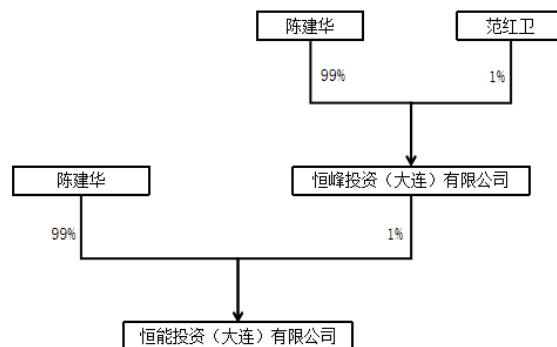 陈建华
范红卫
99%
1%
陈建华
恒峰投资（大连）有限公司
99%
1%
恒能投资（大连）有限公司